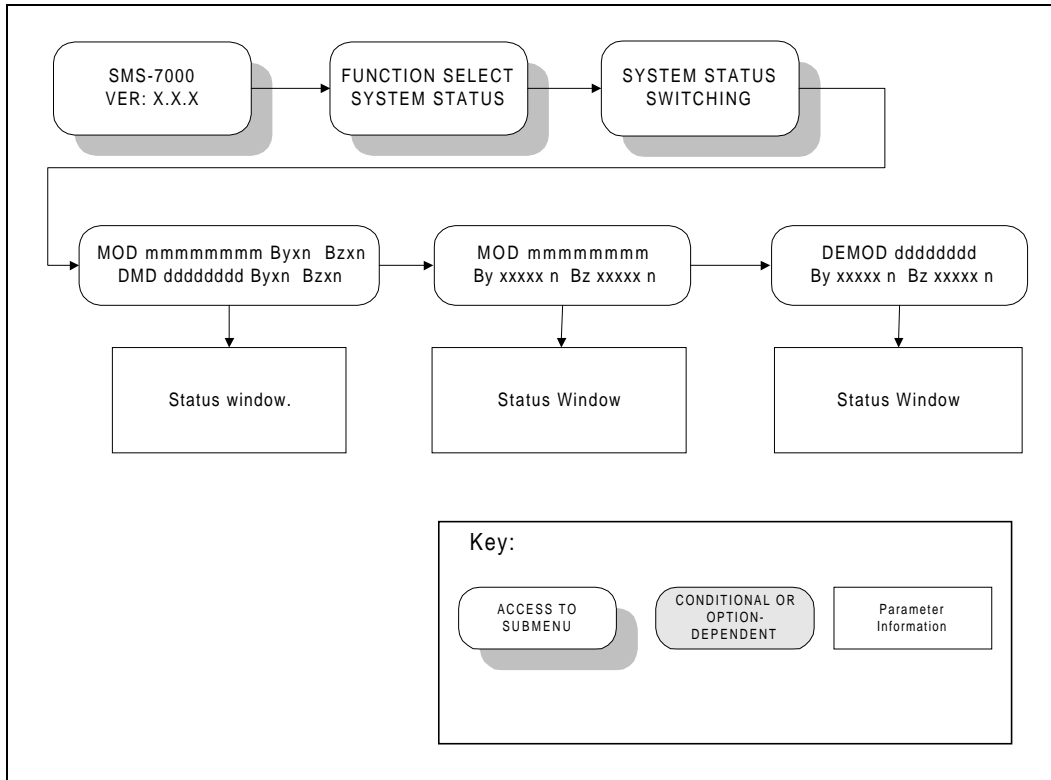 SMS-7000
VER: X.X.X
FUNCTION SELECT
SYSTEM STATUS
SYSTEM STATUS
SWITCHING
MOD mmmmmmmm Byxn Bzxn
DMD dddddddd Byxn Bzxn
MOD mmmmmmmm
By xxxxx n Bz xxxxx n
DEMOD dddddddd
By xxxxx n Bz xxxxx n
Status window.
Status Window
Status Window
Key:
ACCESS TO
SUBMENU
CONDITIONAL OR
OPTION-
DEPENDENT
Parameter
Information